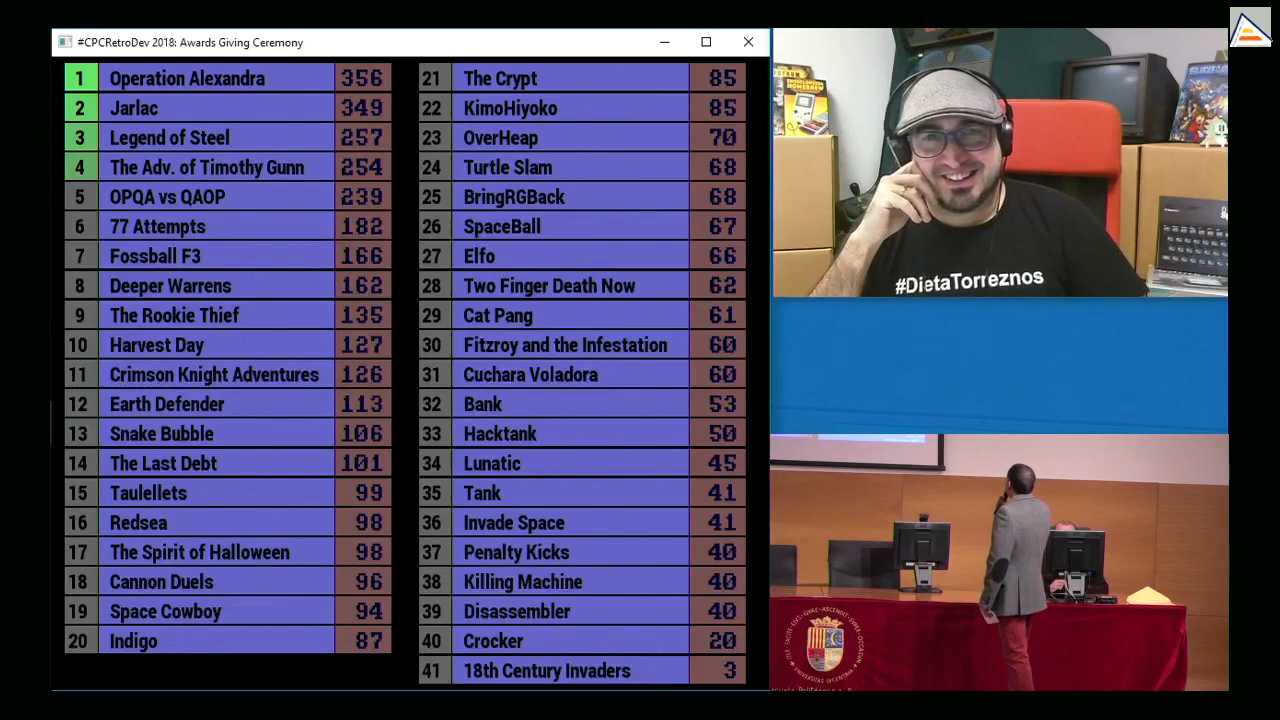 #CPCRetroDev 2018: Awards Giving Ceremony
1 Operation Alexandra 356
2 Jarlac 349
3 Legend of Steel 257
4 The Adv. of Timothy Gunn 254
5 OPQA vs QAOP 239
6 77 Attempts 182
7 Fossball F3 166
8 Deeper Warrens 162
9 The Rookie Thief 135
10 Harvest Day 127
11 Crimson Knight Adventures 126
12 Earth Defender 113
13 Snake Bubble 106
14 The Last Debt 101
15 Taulellets 99
16 Redsea 98
17 The Spirit of Halloween 98
18 Cannon Duels 96
19 Space Cowboy 94
20 Indigo 87
21 The Crypt 85
22 KimoHiyoko 85
23 OverHeap 70
24 Turtle Slam 68
25 BringRGBack 68
26 SpaceBall 67
27 Elfo 66
28 Two Finger Death Now 62
29 Cat Pang 61
30 Fitzroy and the Infestation 60
31 Cuchara Voladora 60
32 Bank 53
33 Hacktank 50
34 Lunatic 45
35 Tank 41
36 Invade Space 41
37 Penalty Kicks 40
38 Killing Machine 40
39 Disassembler 40
40 Crocker 20
41 18th Century Invaders 3
HOMEBREW
#DietaTorreznos